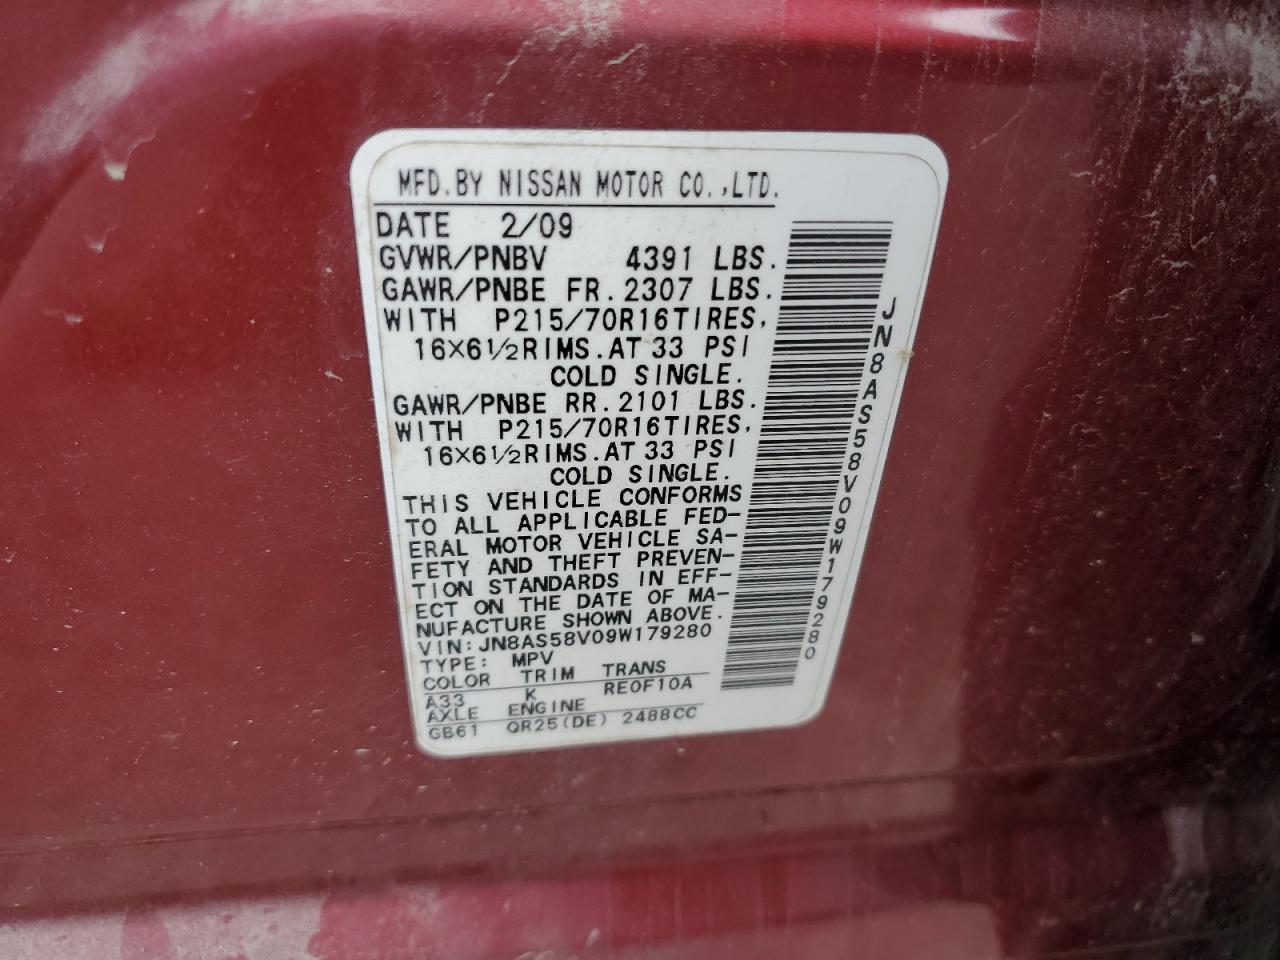 MFD.BY NISSAN MOTOR CO.,LTD.
DATE 2/09
GVWR/PNBV 4391 LBS.
GAWR/PNBE FR.2307 LBS.
WITH P215/70R16TIRES,
16X6½RIMS.AT 33 PSI
COLD SINGLE.
GAWR/PNBE RR.2101 LBS.
WITH P215/70R16TIRES,
16X6½RIMS.AT 33 PSI
COLD SINGLE.
THIS VEHICLE CONFORMS
TO ALL APPLICABLE FED-
ERAL MOTOR VEHICLE SA-
FETY AND THEFT PREVEN-
TION STANDARDS IN EFF-
ECT ON THE DATE OF MA-
NUFACTURE SHOWN ABOVE.
VIN:JN8AS58V09W179280
TYPE: MPV
COLOR TRIM TRANS
A33 K RE0F10A
AXLE ENGINE
GB61 QR25(DE) 2488CC
JN8AS58V09W179280